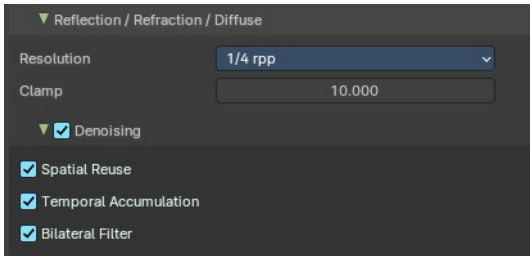 Reflection / Refraction / Diffuse
Resolution 1/4 rpp
Clamp 10.000
Denoising
Spatial Reuse
Temporal Accumulation
Bilateral Filter